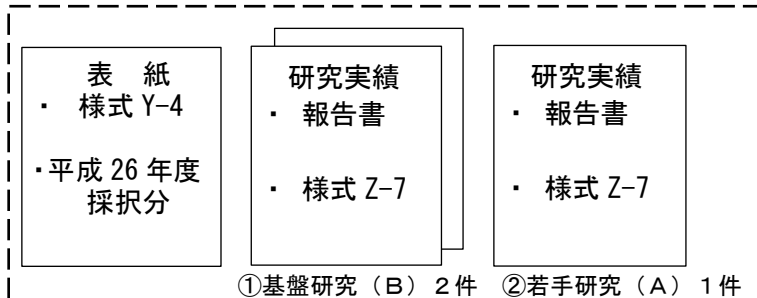 表　紙
・ 様式 Y-4
・平成 26 年度
採択分
研究実績
・ 報告書
・ 様式 Z-7
①基盤研究（Ｂ）２件
研究実績
・ 報告書
・ 様式 Z-7
②若手研究（Ａ）１件